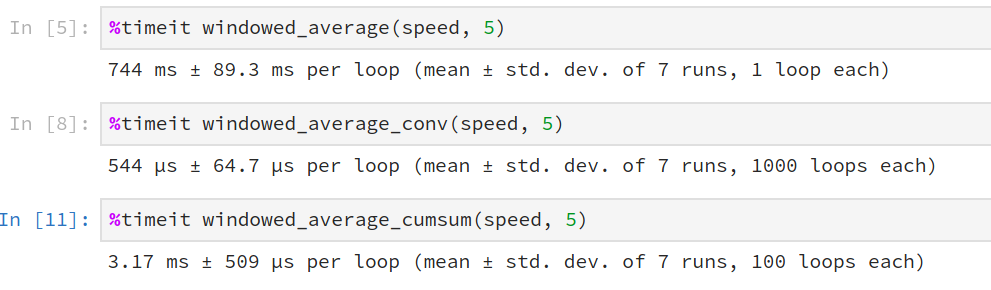 In [5]: %timeit windowed_average(speed, 5)
744 ms ± 89.3 ms per loop (mean ± std. dev. of 7 runs, 1 loop each)
In [8]: %timeit windowed_average_conv(speed, 5)
544 µs ± 64.7 µs per loop (mean ± std. dev. of 7 runs, 1000 loops each)
In [11]: %timeit windowed_average_cumsum(speed, 5)
3.17 ms ± 509 µs per loop (mean ± std. dev. of 7 runs, 100 loops each)